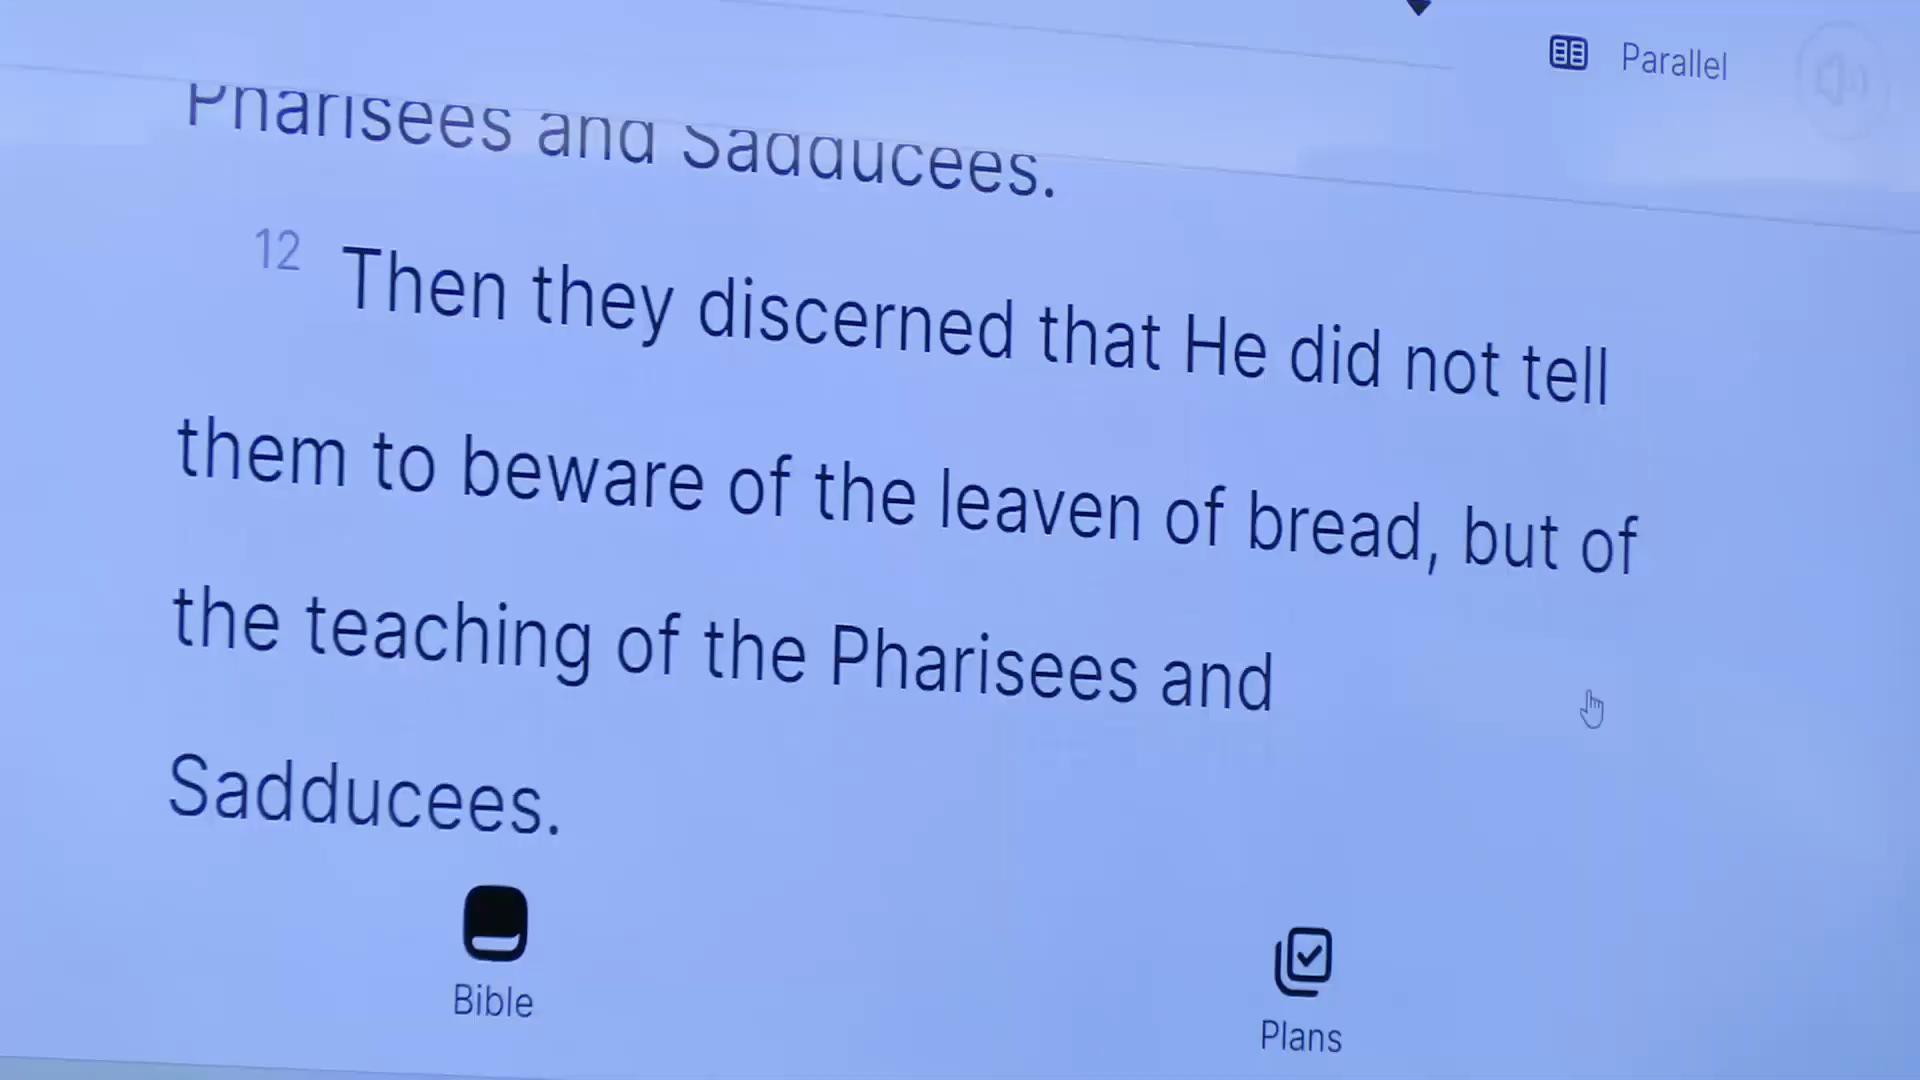 Parallel
Pharisees and Sadducees.
12 Then they discerned that He did not tell
them to beware of the leaven of bread, but of
the teaching of the Pharisees and
Sadducees.
Bible
Plans